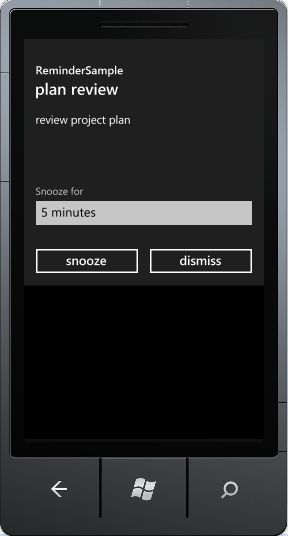 ReminderSample
plan review
review project plan
Snooze for
5 minutes
snooze
dismiss